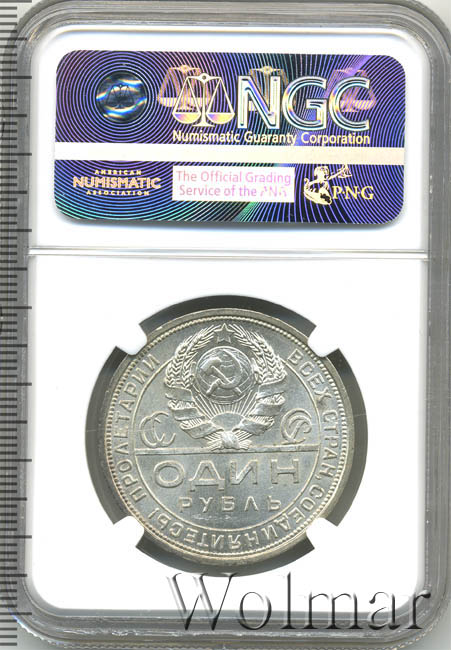 NGC
Numismatic Guaranty Corporation
AMERICAN
NUMISMATIC
ASSOCIATION
The Official Grading
Service of the PNG
PNG
ПРОЛЕТАРИИ ВСЕХ СТРАН, СОЕДИНЯЙТЕСЬ
ОДИН
РУБЛЬ
Wolmar